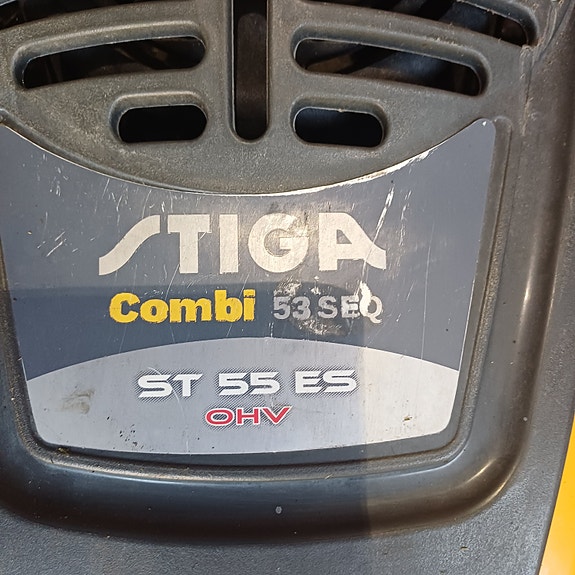 STIGA
Combi 53 SEQ
ST 55 ES
OHV